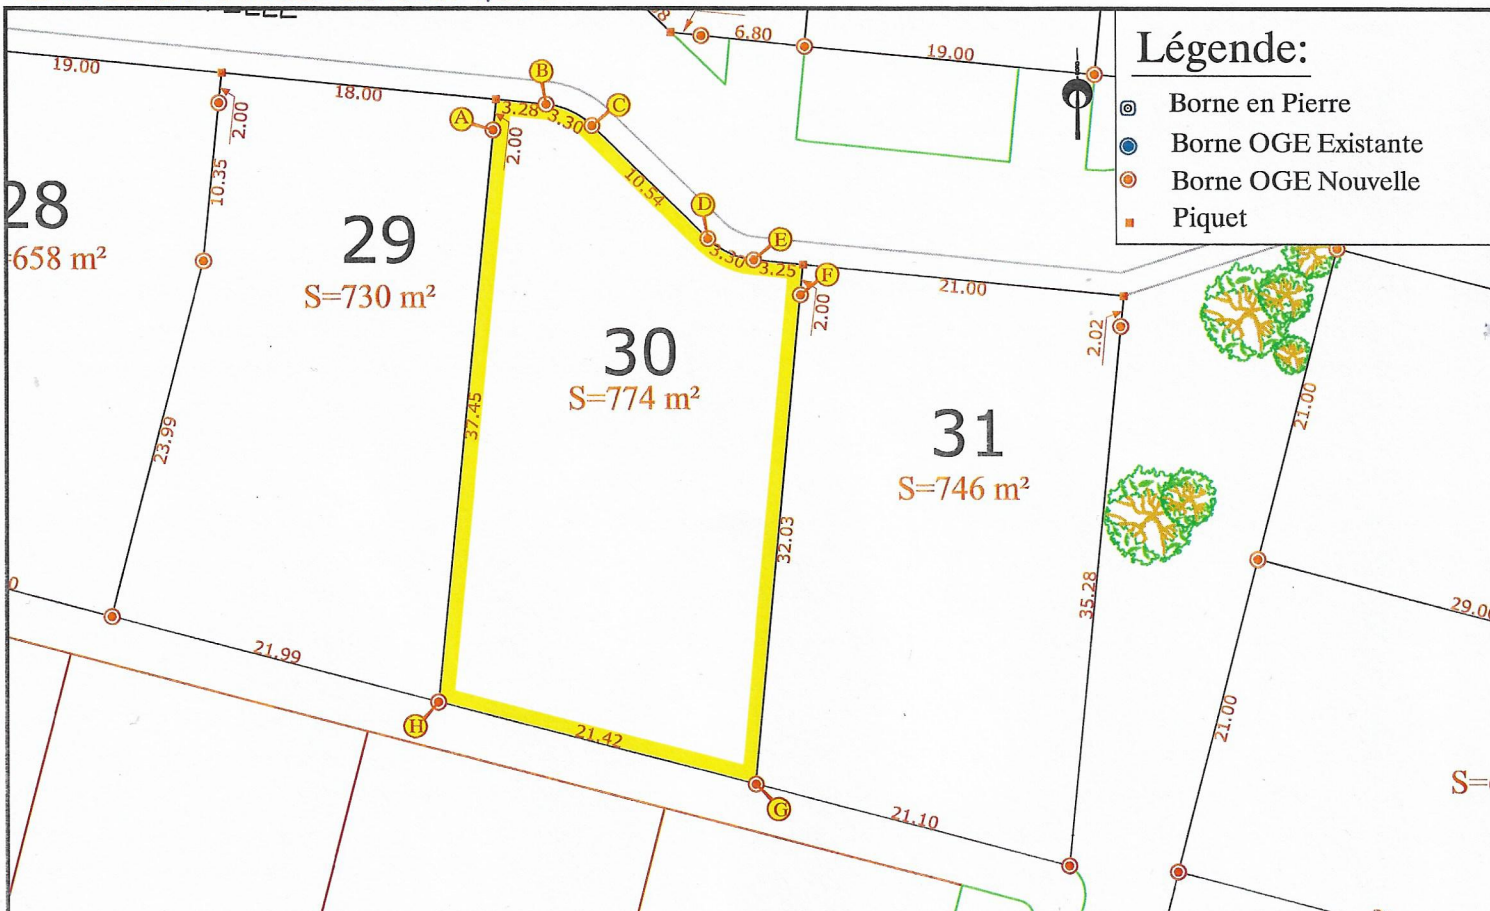 Légende:
Borne en Pierre
Borne OGE Existante
Borne OGE Nouvelle
Piquet
6.80
19.00
19.00
18.00
2.00
10.35
B
C
A
3.28
3.30
2.00
10.54
D
E
F
3.30
3.25
2.00
21.00
2.02
28
=658 m²
29
S=730 m²
30
S=774 m²
31
S=746 m²
23.99
37.45
32.03
35.28
21.00
29.00
21.00
21.99
H
21.42
G
21.10
S=